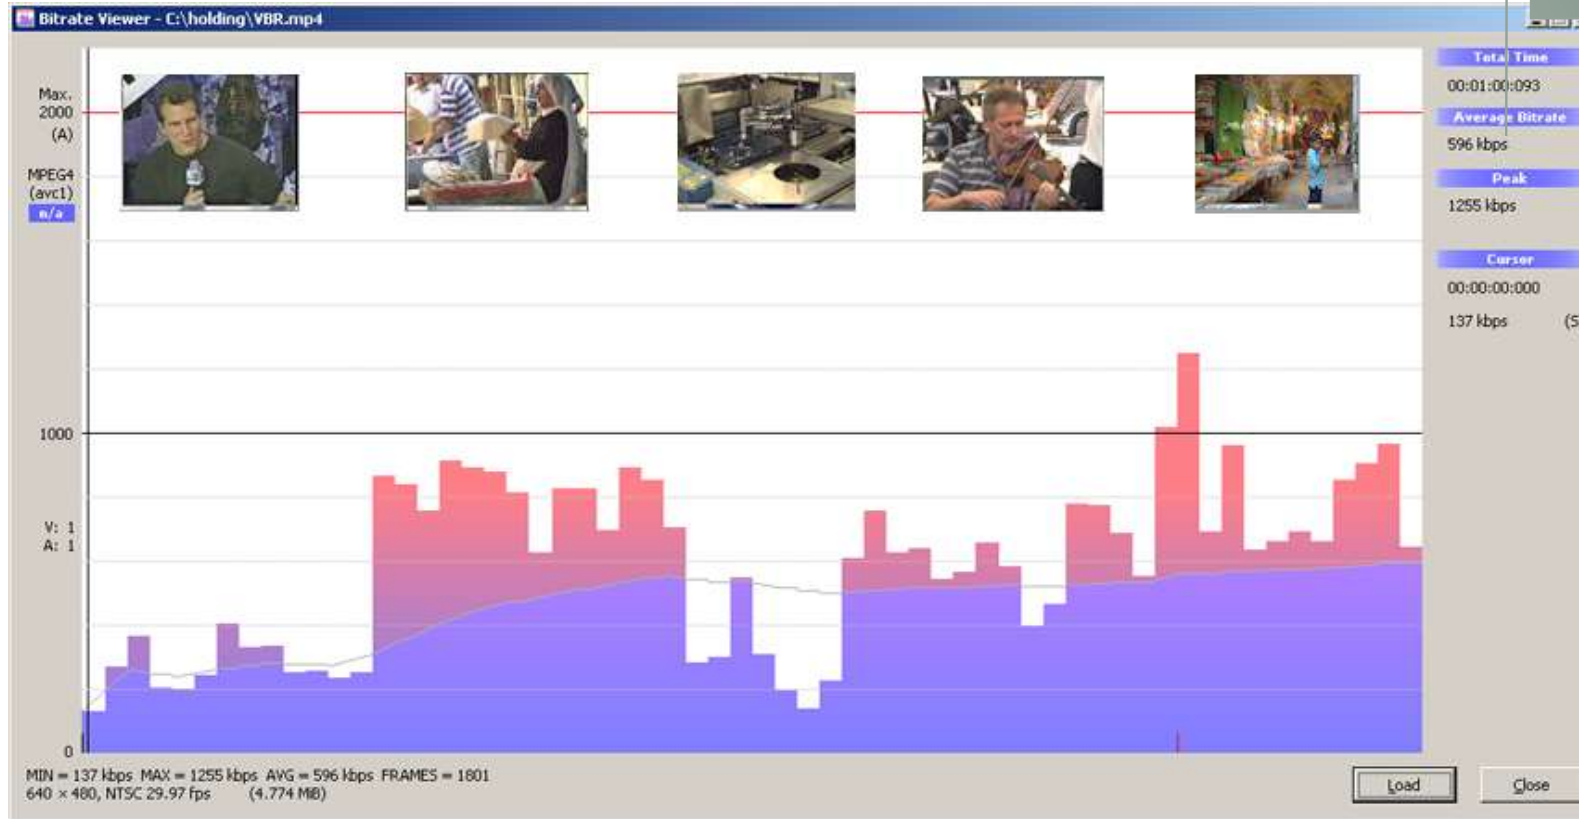 Bitrate Viewer - C:\holding\VBR.mp4
Max.
2000
(A)
MPEG4
(avc1)
n/a
1000
V: 1
A: 1
0
Total Time
00:01:00:093
Average Bitrate
596 kbps
Peak
1255 kbps
Cursor
00:00:00:000
137 kbps (5
MIN = 137 kbps MAX = 1255 kbps AVG = 596 kbps FRAMES = 1801
640 × 480, NTSC 29.97 fps (4.774 MiB)
Load Close